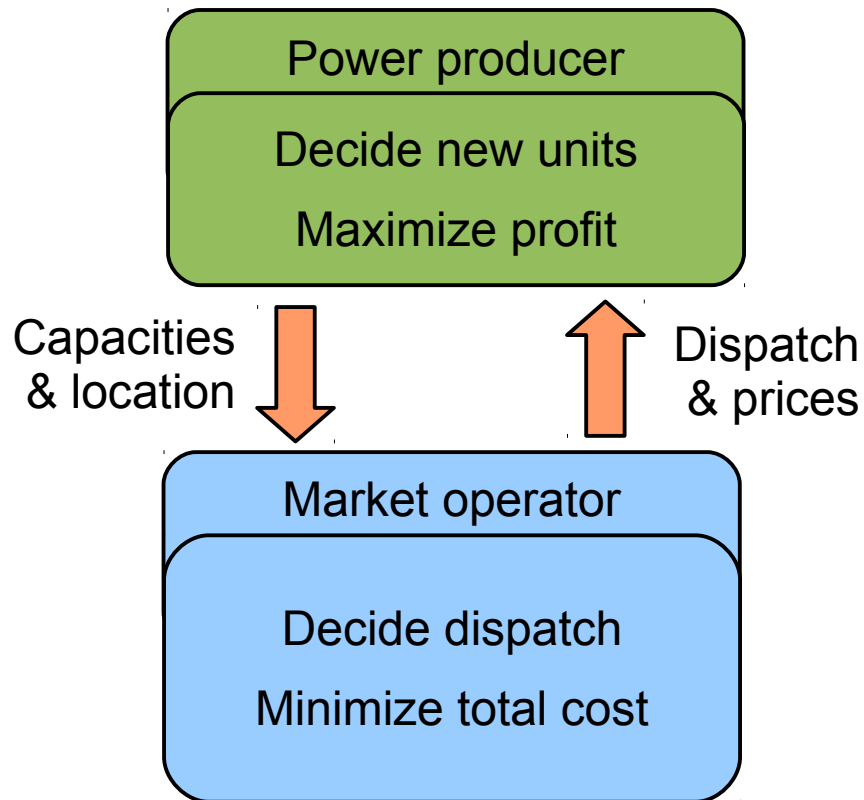 Power producer
Decide new units
Maximize profit
Capacities
& location
Dispatch
& prices
Market operator
Decide dispatch
Minimize total cost